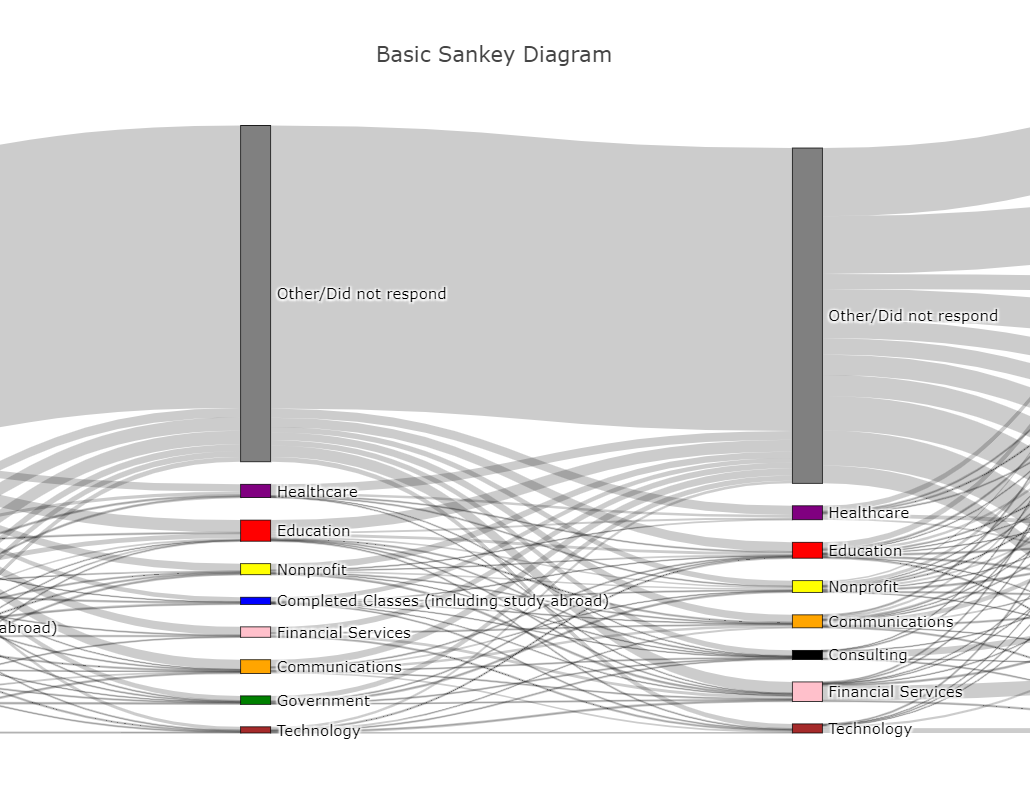 Basic Sankey Diagram
Other/Did not respond
Healthcare
Education
Nonprofit
Completed Classes (including study abroad)
Financial Services
Communications
Government
Technology
abroad)
Other/Did not respond
Healthcare
Education
Nonprofit
Communications
Consulting
Financial Services
Technology